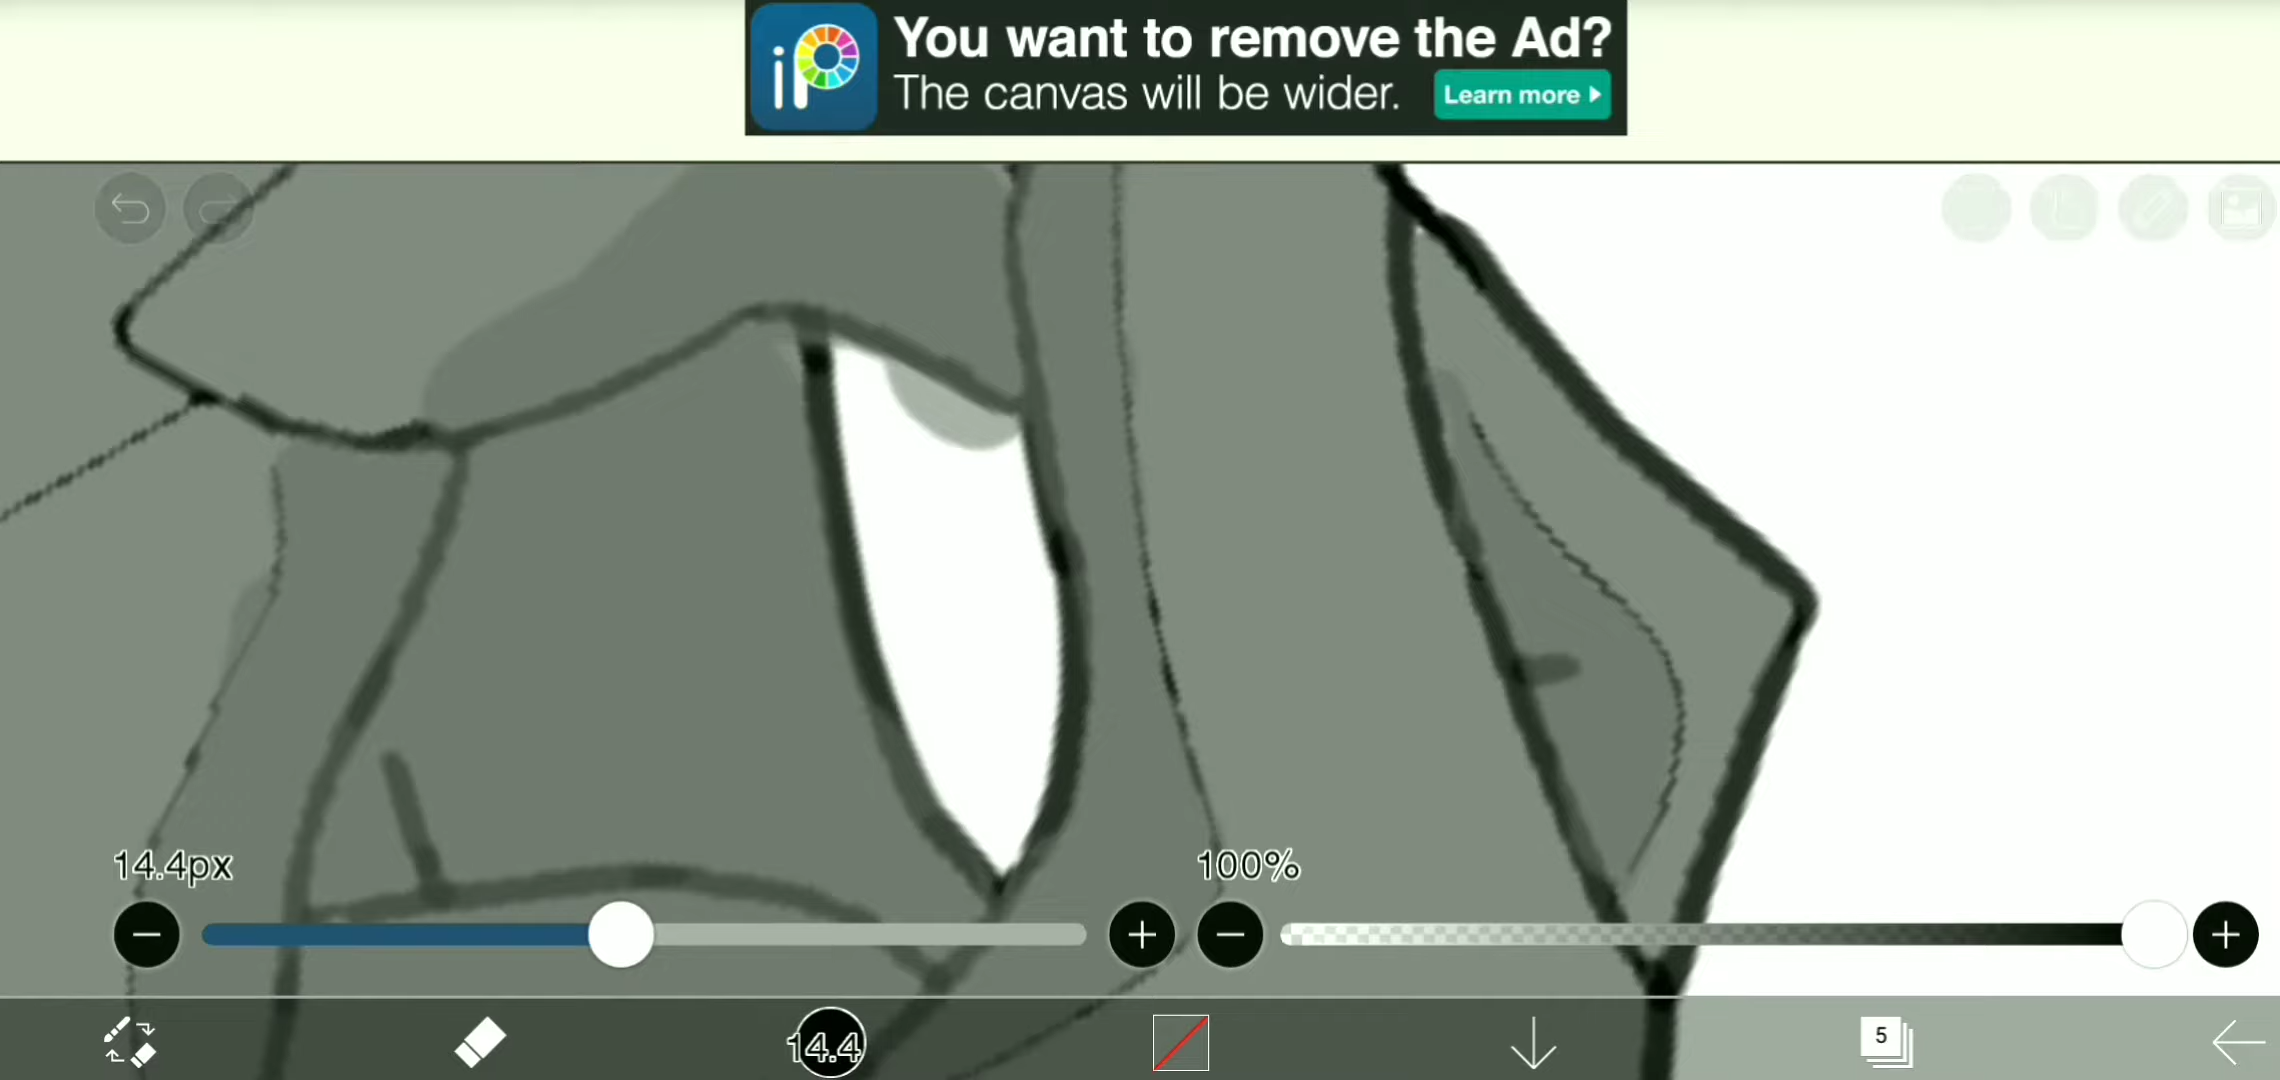 iP
You want to remove the Ad?
The canvas will be wider.
Learn more
14.4px
100%
14.4
5